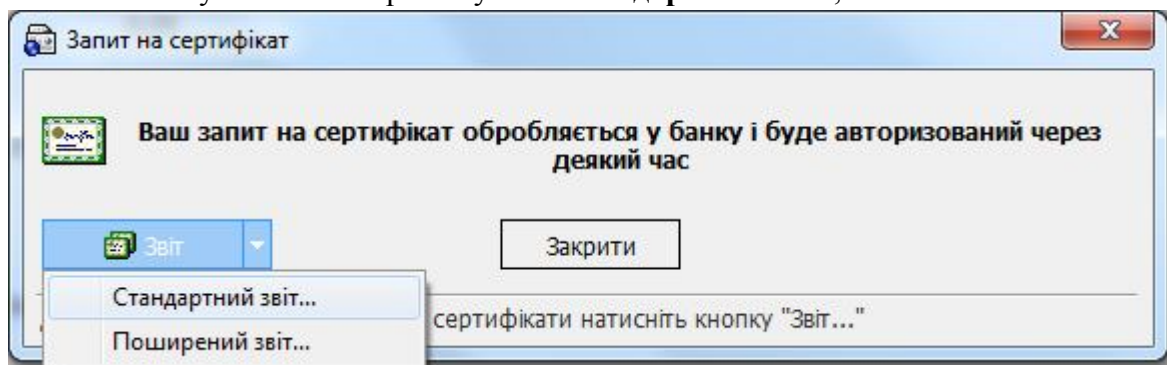 Запит на сертифікат
Ваш запит на сертифікат обробляється у банку і буде авторизований через
деякий час
Звіт
Закрити
Стандартний звіт...
сертифікати натисніть кнопку "Звіт..."
Поширений звіт...